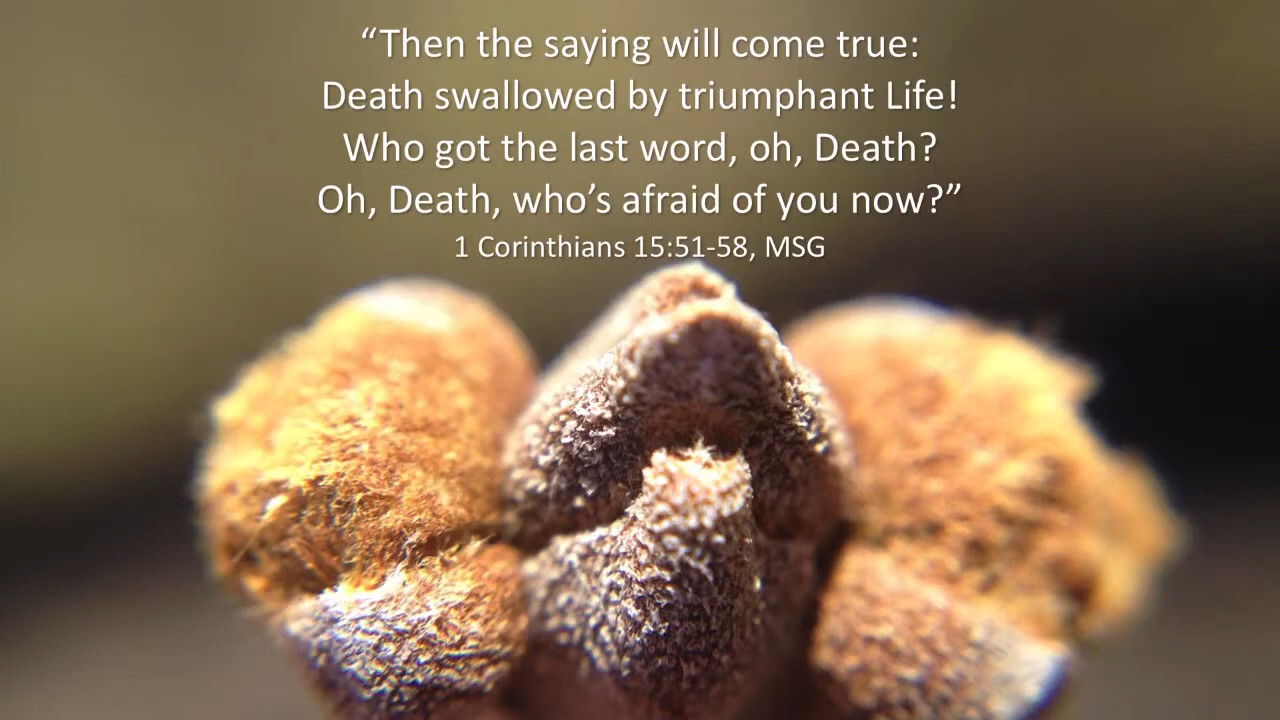 “Then the saying will come true:
Death swallowed by triumphant Life!
Who got the last word, oh, Death?
Oh, Death, who’s afraid of you now?”
1 Corinthians 15:51-58, MSG